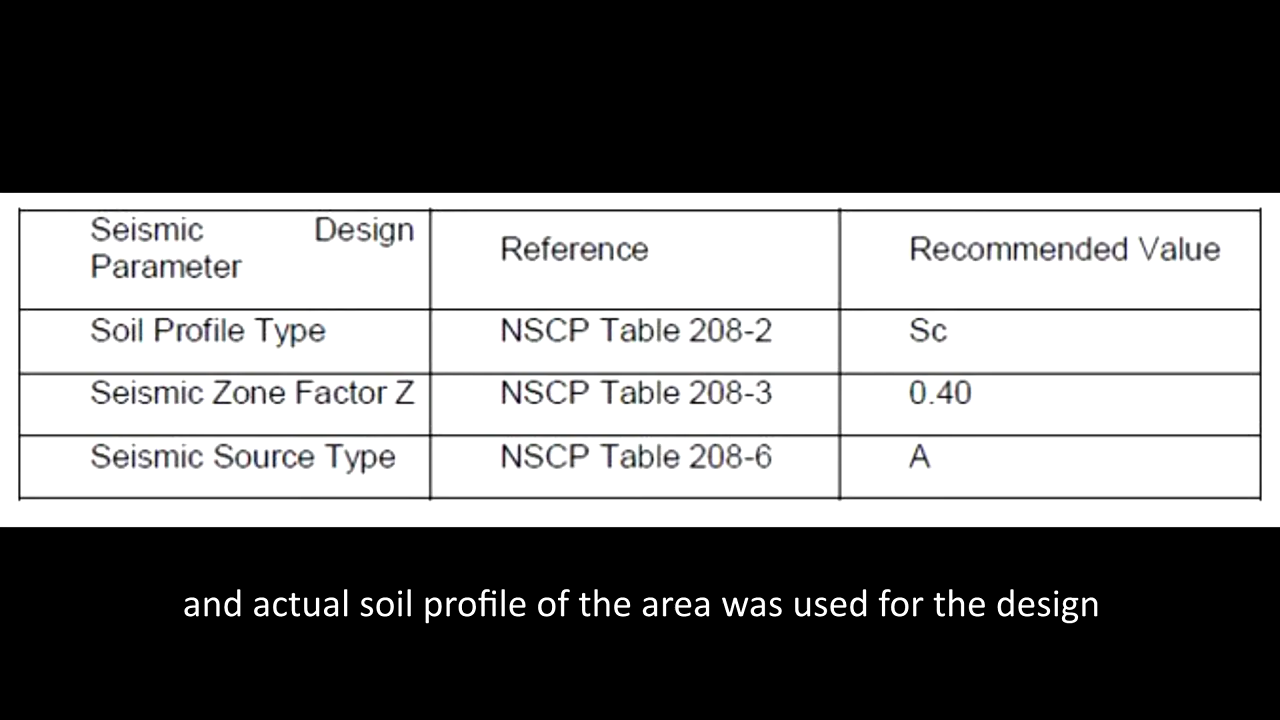 Seismic Design
Parameter
Reference
Recommended Value
Soil Profile Type
NSCP Table 208-2
Sc
Seismic Zone Factor Z
NSCP Table 208-3
0.40
Seismic Source Type
NSCP Table 208-6
A
and actual soil profile of the area was used for the design